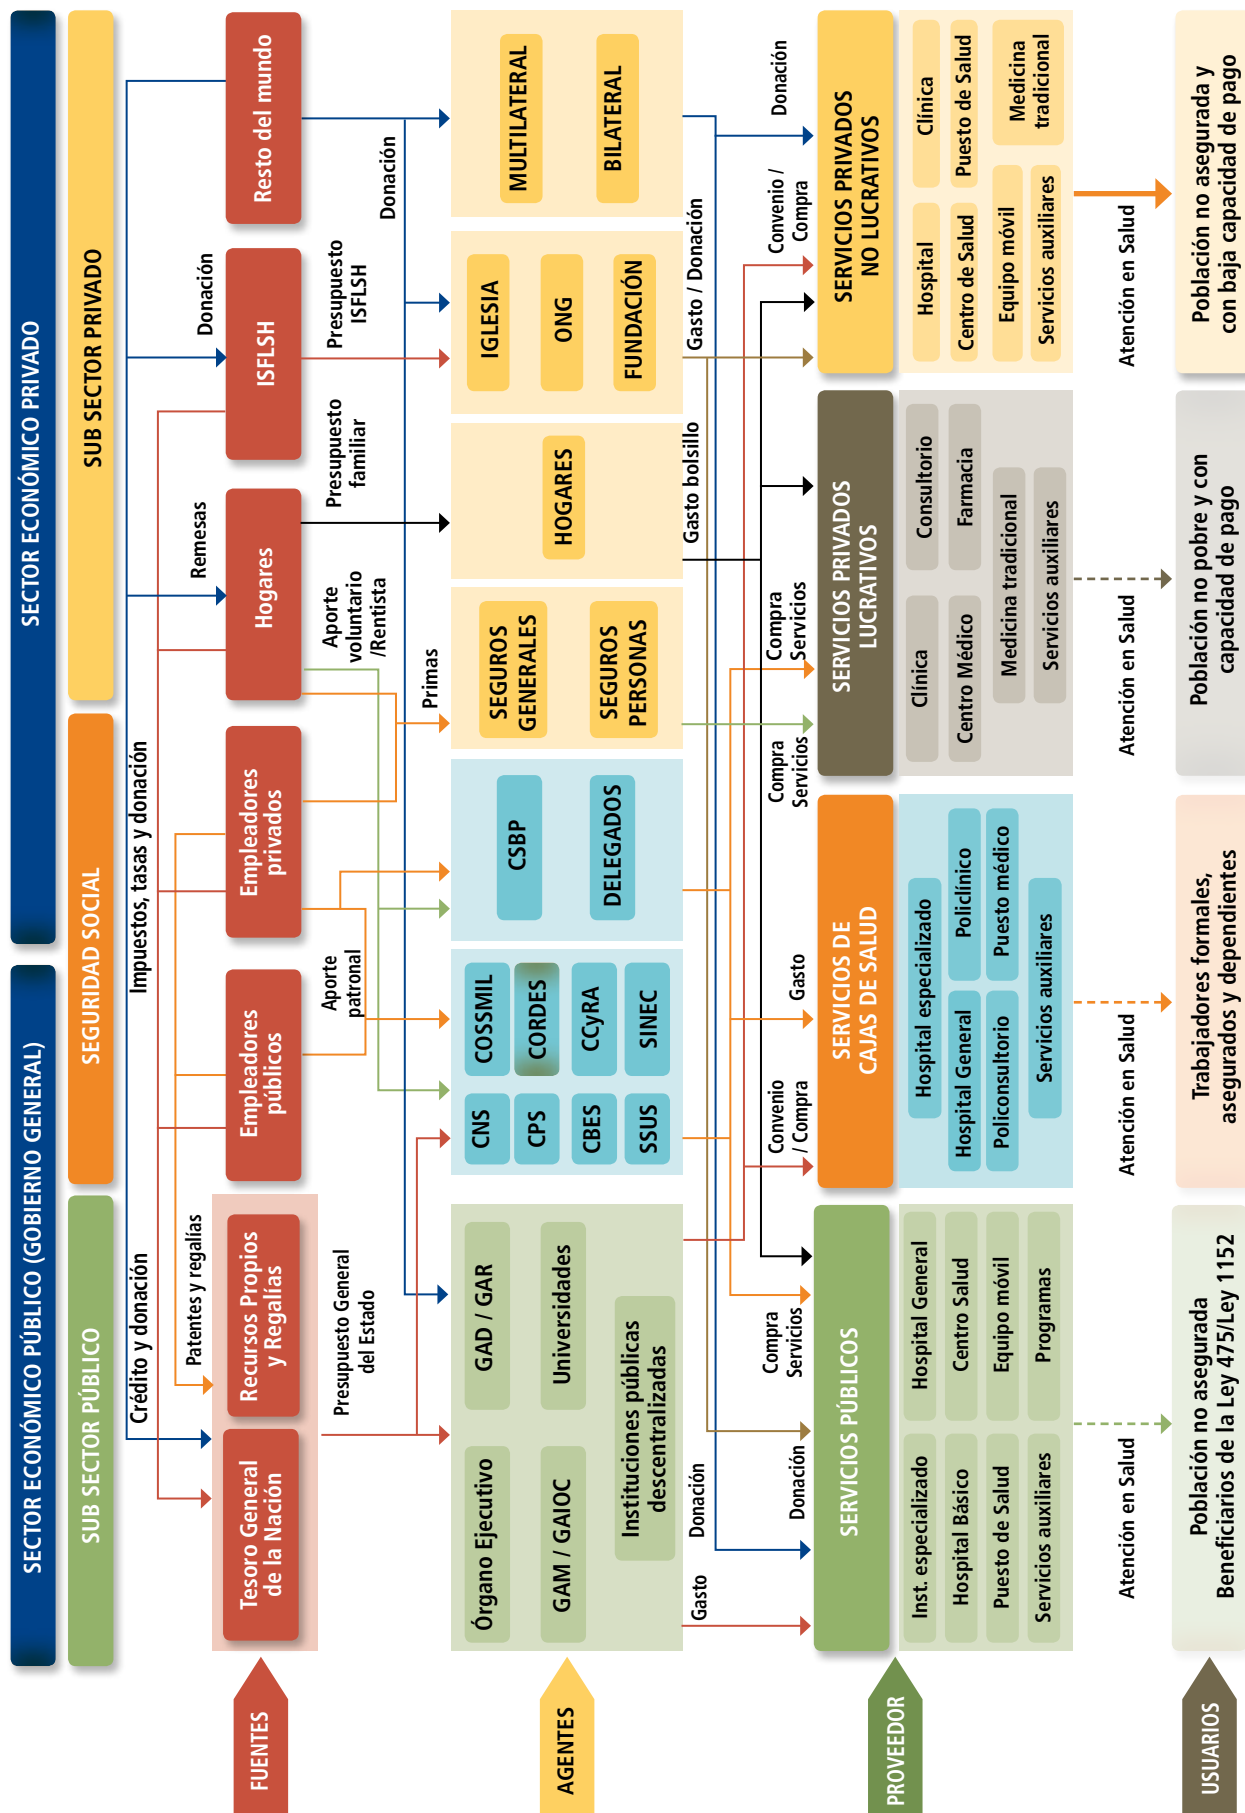 SECTOR ECONÓMICO PÚBLICO (GOBIERNO GENERAL)
SECTOR ECONÓMICO PRIVADO
SUB SECTOR PÚBLICO
SEGURIDAD SOCIAL
SUB SECTOR PRIVADO
Crédito y donación
Impuestos, tasas y donación
Patentes y regalías
Remesas
Donación
FUENTES
Tesoro General
de la Nación
Recursos Propios
y Regalías
Empleadores
públicos
Empleadores
privados
Hogares
ISFLSH
Resto del mundo
Presupuesto General
del Estado
Aporte
patronal
Aporte
voluntario
/Rentista
Primas
Presupuesto
familiar
Presupuesto
ISFLSH
Donación
AGENTES
Órgano Ejecutivo
GAD / GAR
GAM / GAIOC
Universidades
Instituciones públicas
descentralizadas
CNS
COSSMIL
CPS
CORDES
CBES
CCyRA
SSUS
SINEC
CSBP
DELEGADOS
SEGUROS
GENERALES
SEGUROS
PERSONAS
HOGARES
IGLESIA
ONG
FUNDACIÓN
MULTILATERAL
BILATERAL
Gasto
Donación
Donación
Compra
Servicios
Convenio
/ Compra
Gasto
Compra
Servicios
Compra
Servicios
Gasto bolsillo
Gasto / Donación
Convenio /
Compra
Donación
PROVEEDOR
SERVICIOS PÚBLICOS
SERVICIOS DE
CAJAS DE SALUD
SERVICIOS PRIVADOS
LUCRATIVOS
SERVICIOS PRIVADOS
NO LUCRATIVOS
Inst. especializado
Hospital General
Hospital Básico
Centro Salud
Puesto de Salud
Equipo móvil
Servicios auxiliares
Programas
Hospital especializado
Hospital General
Policlínico
Policonsultorio
Puesto médico
Servicios auxiliares
Clínica
Consultorio
Centro Médico
Farmacia
Medicina tradicional
Servicios auxiliares
Hospital
Clínica
Centro de Salud
Puesto de Salud
Equipo móvil
Medicina
tradicional
Servicios auxiliares
Atención en Salud
Atención en Salud
Atención en Salud
Atención en Salud
USUARIOS
Población no asegurada
Beneficiarios de la Ley 475/Ley 1152
Trabajadores formales,
asegurados y dependientes
Población no pobre y con
capacidad de pago
Población no asegurada y
con baja capacidad de pago